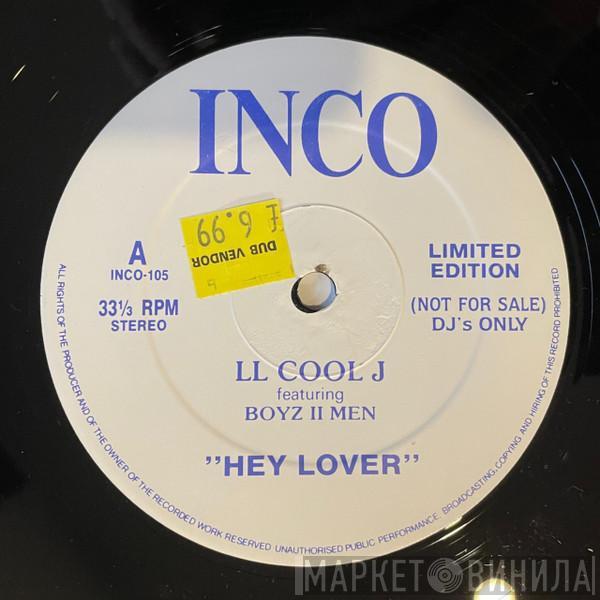 INCO
£ 6.99
DUB VENDOR
A
INCO-105
33⅓ RPM
STEREO
LIMITED
EDITION
(NOT FOR SALE)
DJ's ONLY
LL COOL J
featuring
BOYZ II MEN
"HEY LOVER"
ALL RIGHTS OF THE PRODUCER AND OF THE OWNER OF THE RECORDED WORK RESERVED. UNAUTHORISED PUBLIC PERFORMANCE. BROADCASTING, COPYING AND HIRING OF THIS RECORD PROHIBITED
МАРКЕТ ВИНИЛА